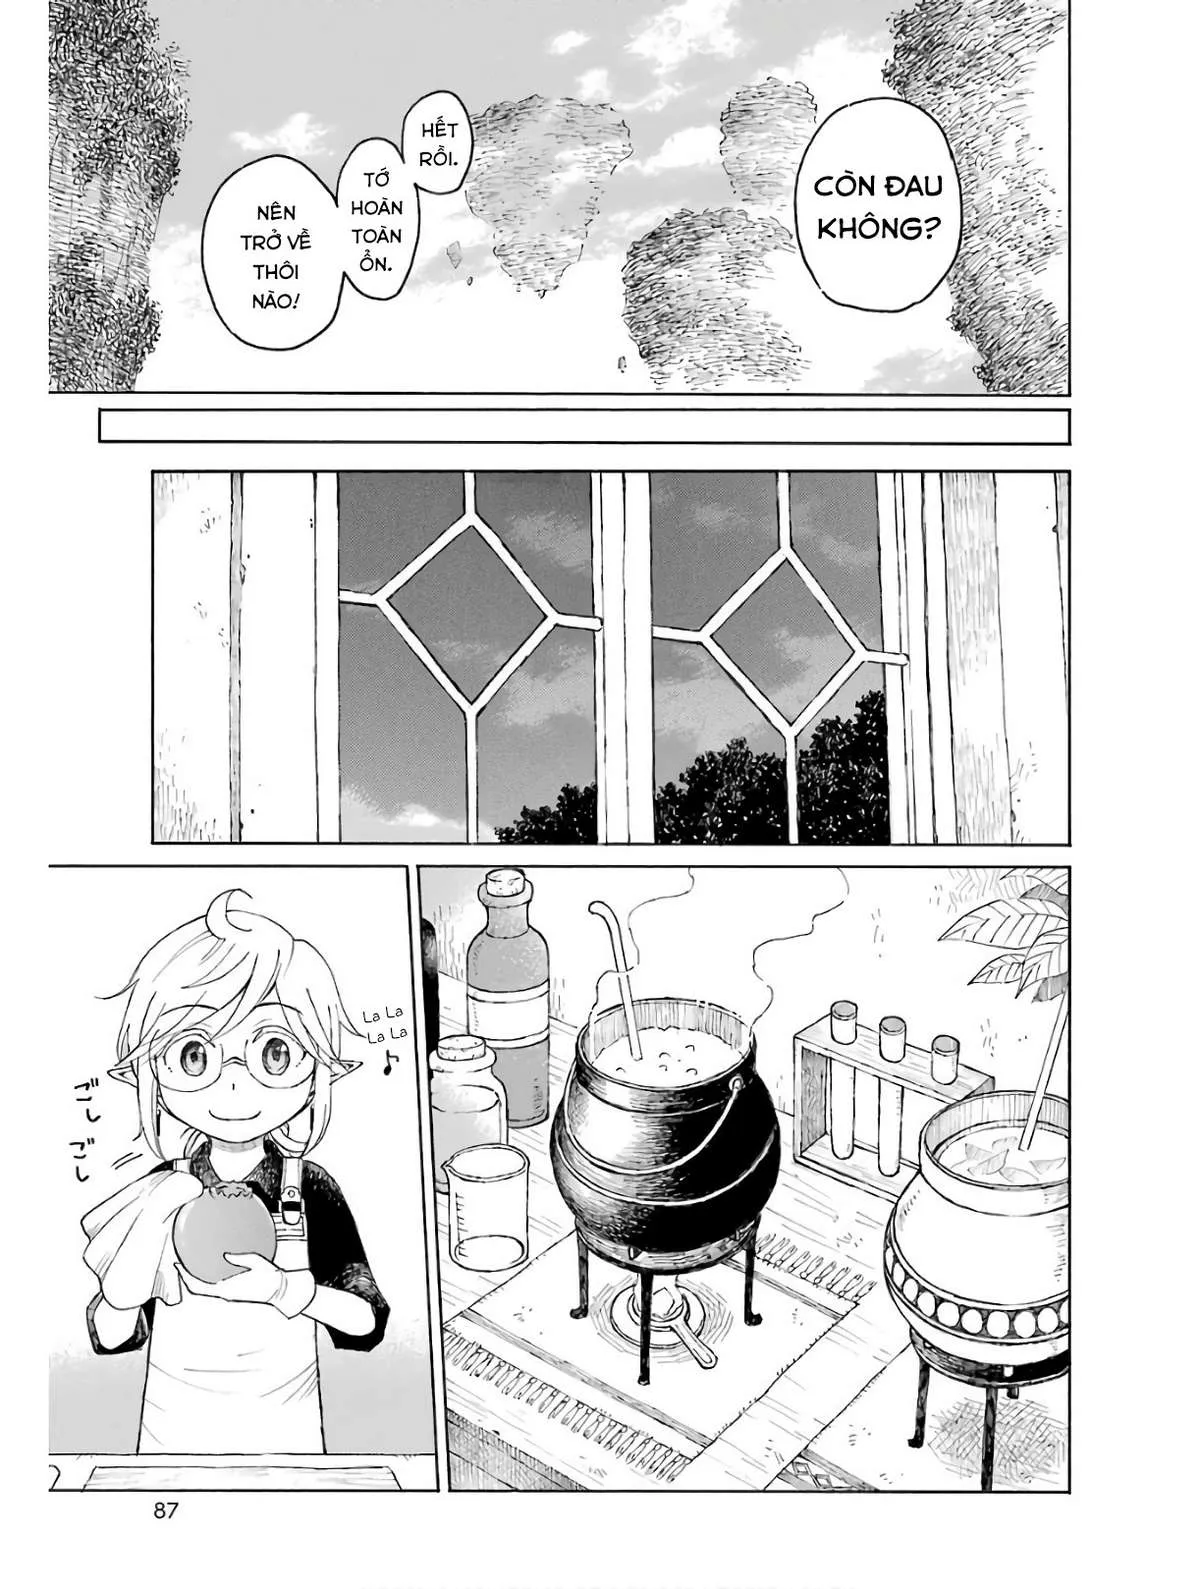 CÒN ĐAU
KHÔNG?
HẾT
RỒI.
TỚ
HOÀN
TOÀN
ỔN.
NÊN
TRỞ VỀ
THÔI
NÀO!
La La
La La
♪
ごし
ごし
87